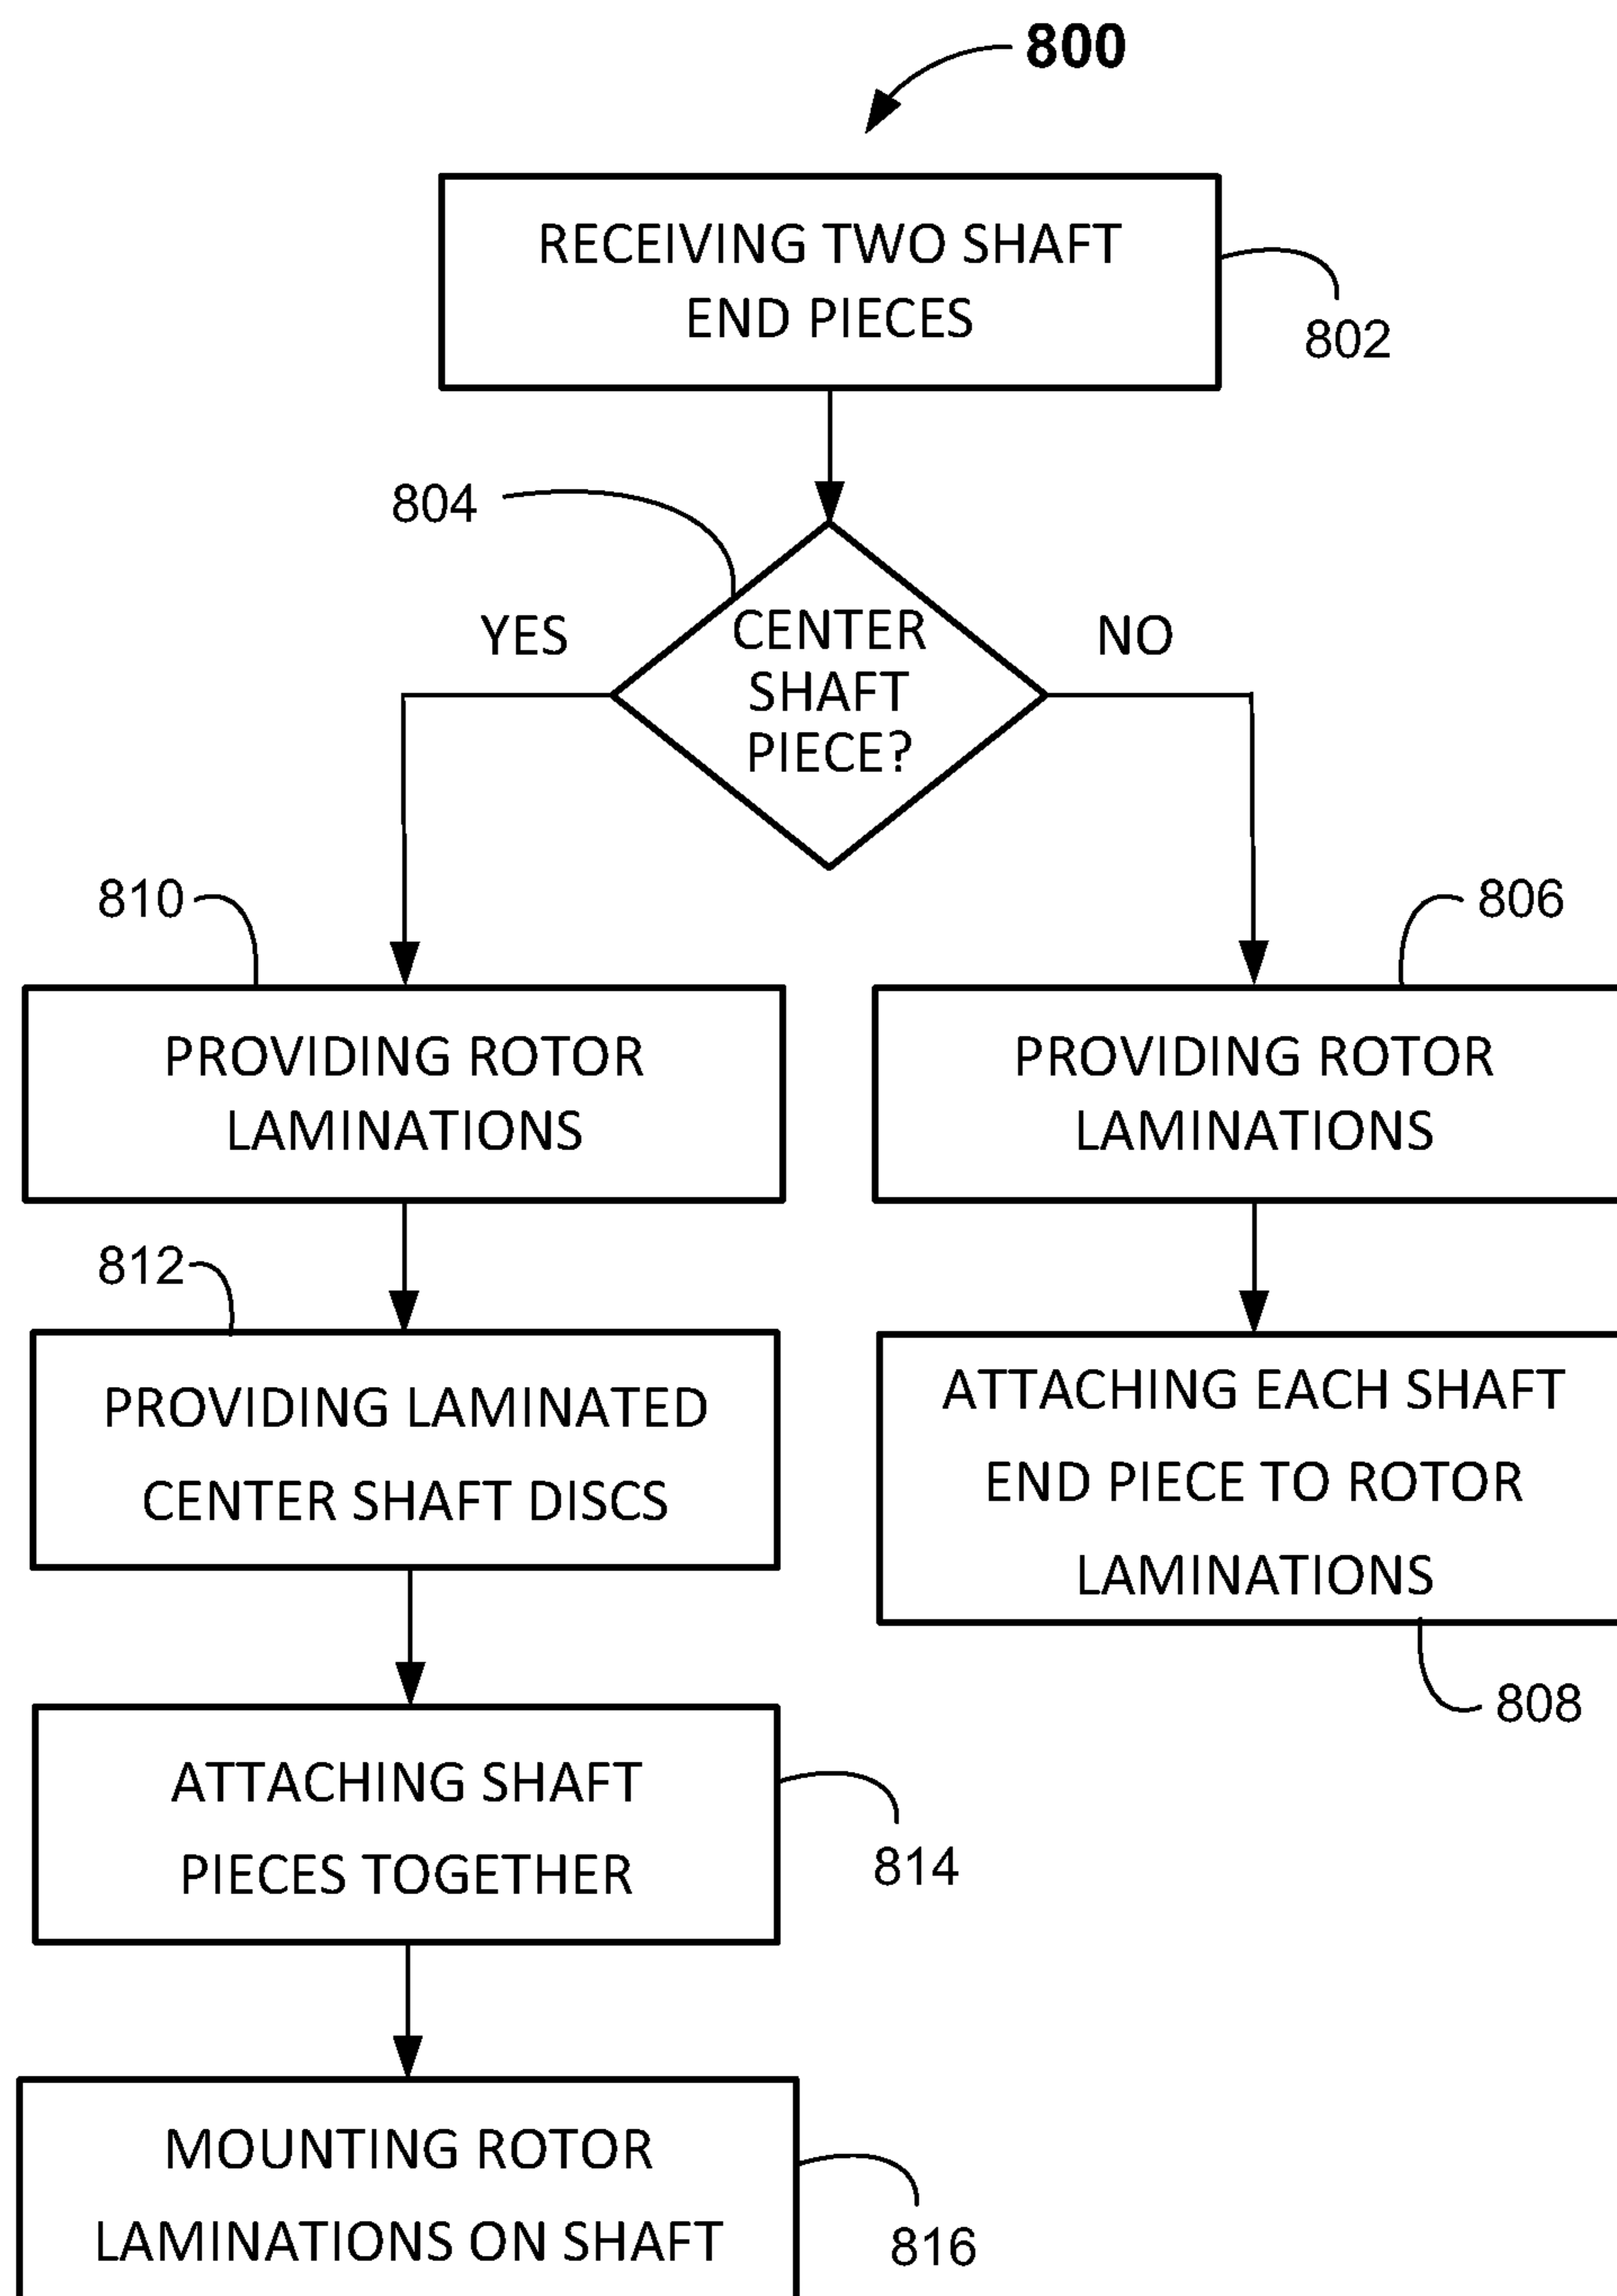 800
RECEIVING TWO SHAFT
END PIECES
802
804
CENTER
SHAFT
PIECE?
YES
NO
810
806
PROVIDING ROTOR
LAMINATIONS
PROVIDING ROTOR
LAMINATIONS
812
PROVIDING LAMINATED
CENTER SHAFT DISCS
ATTACHING EACH SHAFT
END PIECE TO ROTOR
LAMINATIONS
808
ATTACHING SHAFT
PIECES TOGETHER
814
MOUNTING ROTOR
LAMINATIONS ON SHAFT
816